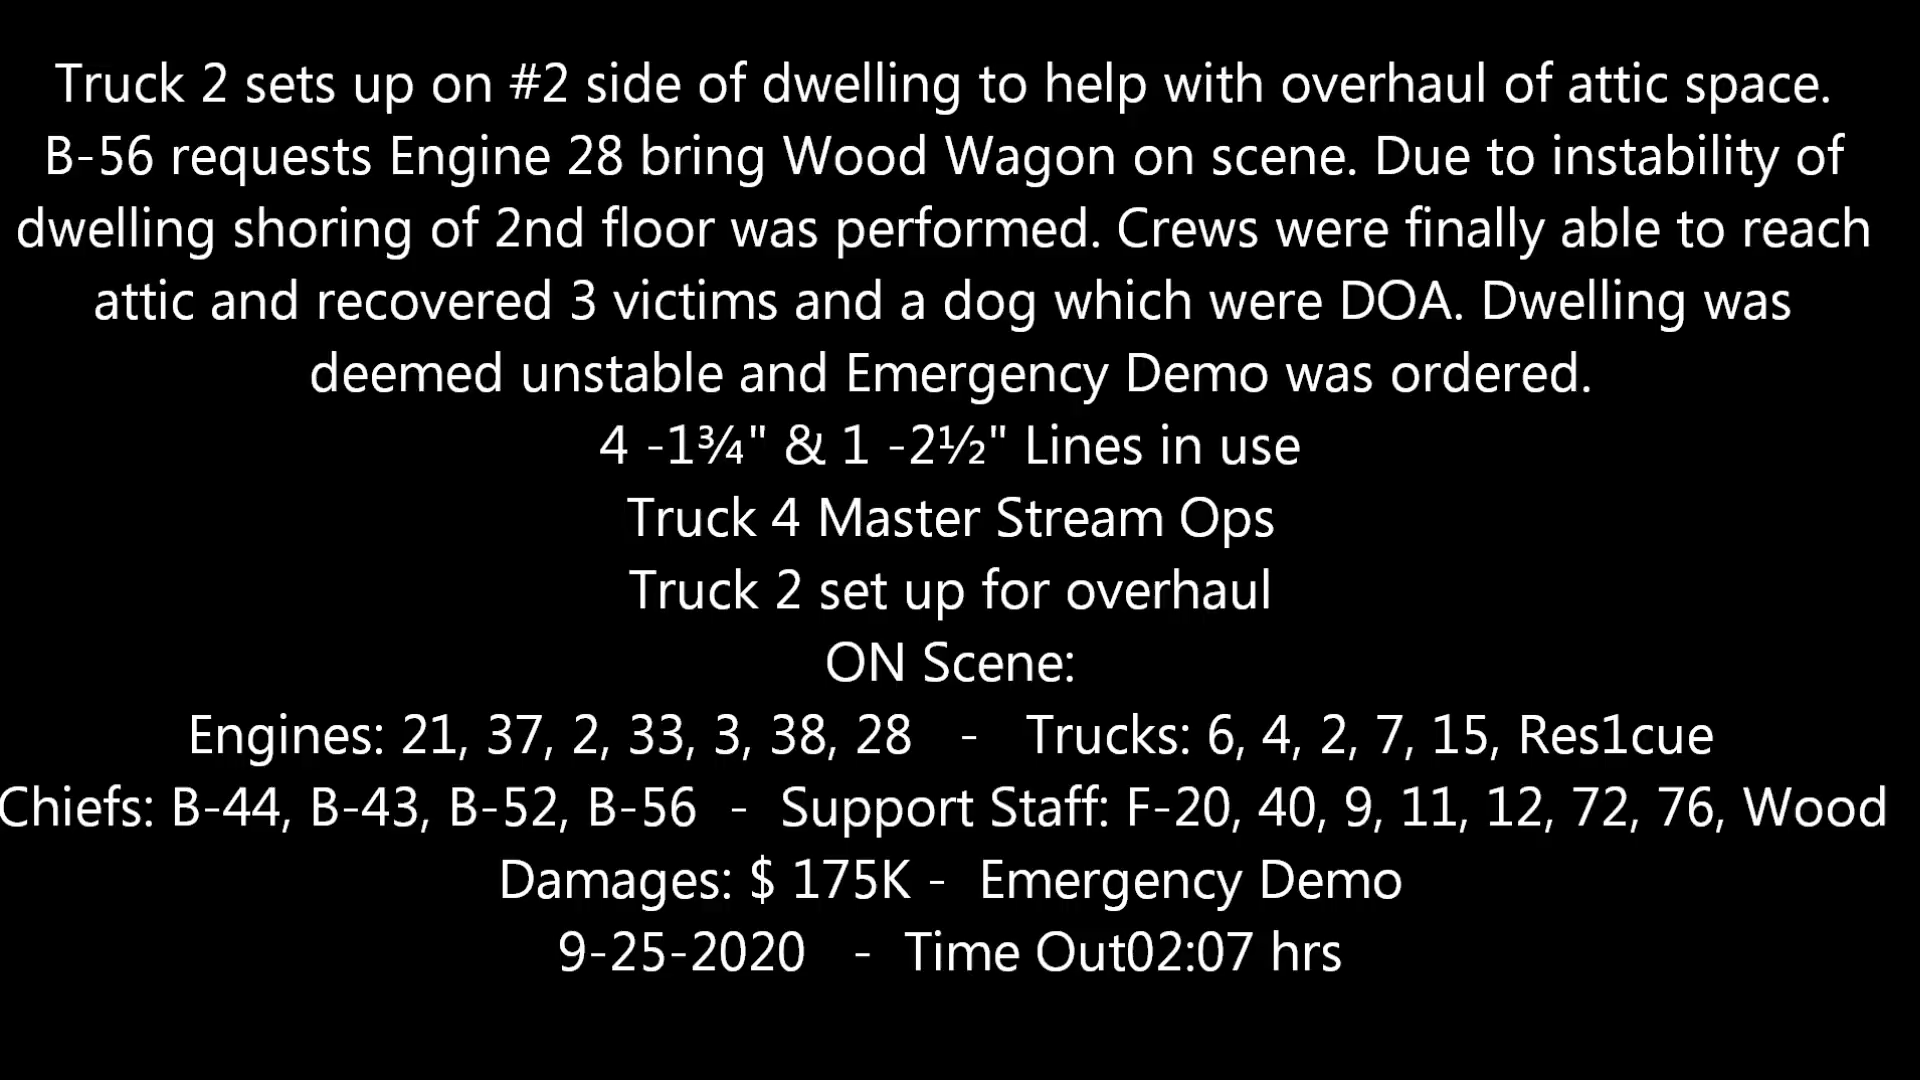 Truck 2 sets up on #2 side of dwelling to help with overhaul of attic space.
B-56 requests Engine 28 bring Wood Wagon on scene. Due to instability of
dwelling shoring of 2nd floor was performed. Crews were finally able to reach
attic and recovered 3 victims and a dog which were DOA. Dwelling was
deemed unstable and Emergency Demo was ordered.
4 -1¾" & 1 -2½" Lines in use
Truck 4 Master Stream Ops
Truck 2 set up for overhaul
ON Scene:
Engines: 21, 37, 2, 33, 3, 38, 28 - Trucks: 6, 4, 2, 7, 15, Res1cue
Chiefs: B-44, B-43, B-52, B-56 - Support Staff: F-20, 40, 9, 11, 12, 72, 76, Wood
Damages: $ 175K - Emergency Demo
9-25-2020 - Time Out02:07 hrs